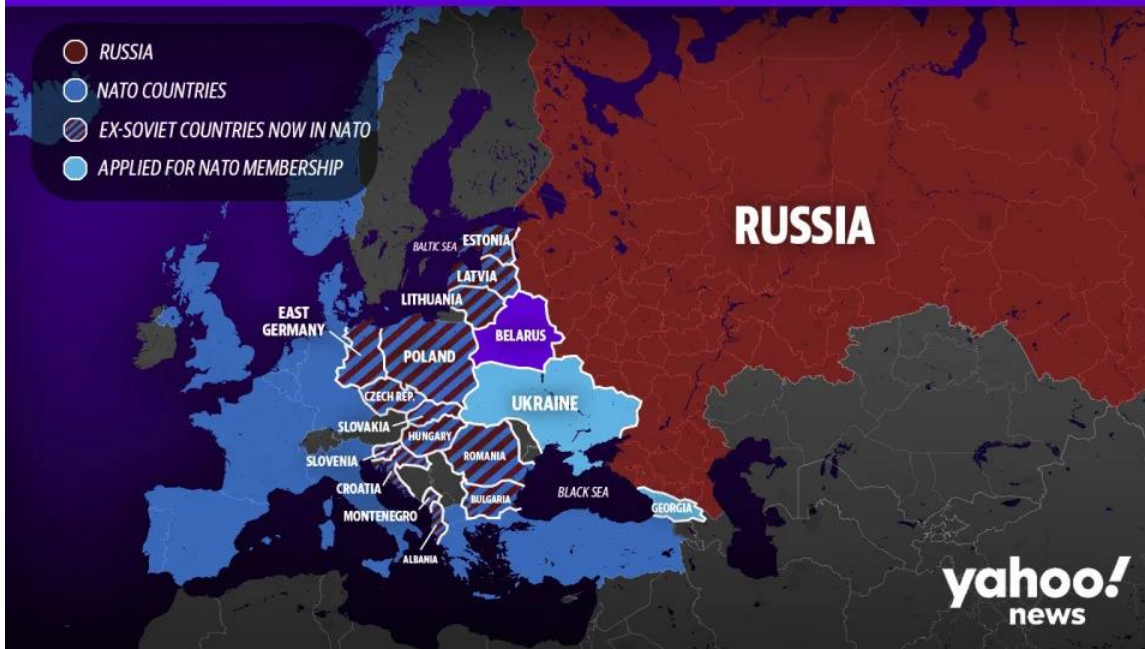 RUSSIA
NATO COUNTRIES
EX-SOVIET COUNTRIES NOW IN NATO
APPLIED FOR NATO MEMBERSHIP
RUSSIA
BALTIC SEA
ESTONIA
LATVIA
LITHUANIA
EAST
GERMANY
BELARUS
POLAND
CZECH REP.
UKRAINE
SLOVAKIA
HUNGARY
SLOVENIA
ROMANIA
CROATIA
BULGARIA
BLACK SEA
MONTENEGRO
GEORGIA
ALBANIA
yahoo!
news